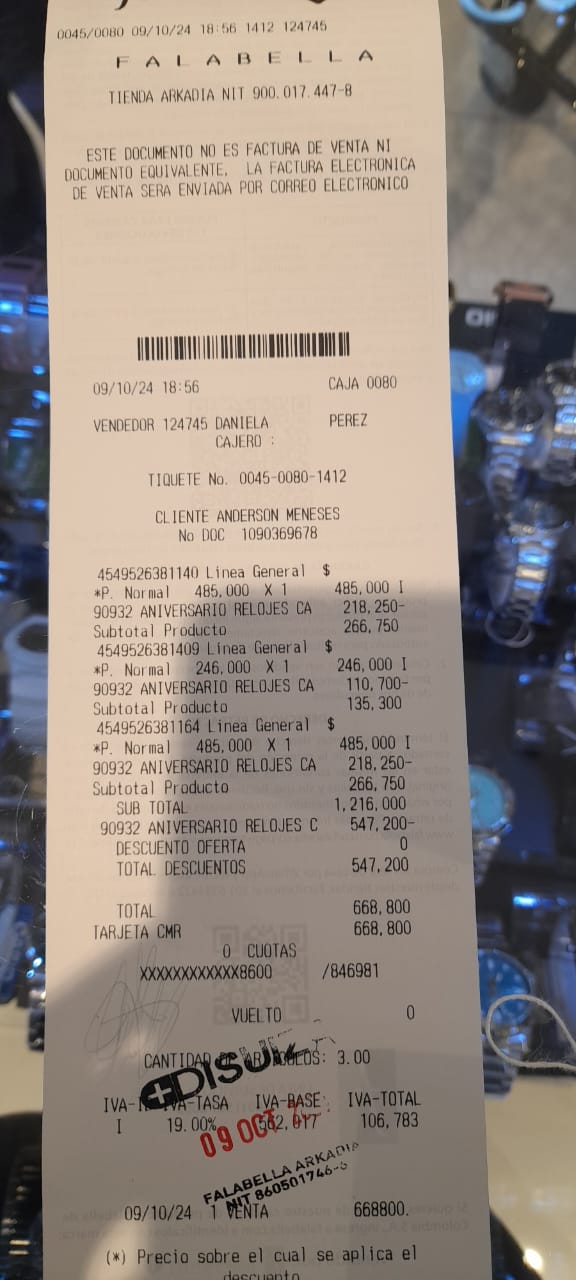 0045/0080 09/10/24 18:56 1412 124745
F A L A B E L L A
TIENDA ARKADIA NIT 900.017.447-8
ESTE DOCUMENTO NO ES FACTURA DE VENTA NI
DOCUMENTO EQUIVALENTE. LA FACTURA ELECTRONICA
DE VENTA SERA ENVIADA POR CORREO ELECTRONICO
09/10/24 18:56 CAJA 0080
VENDEDOR 124745 DANIELA PEREZ
CAJERO :
TIQUETE No. 0045-0080-1412
CLIENTE ANDERSON MENESES
No DOC 1090369678
4549526381140 Linea General $
*P. Normal 485,000 X 1 485,000 I
90932 ANIVERSARIO RELOJES CA 218,250-
Subtotal Producto 266,750
4549526381409 Linea General $
*P. Normal 246,000 X 1 246,000 I
90932 ANIVERSARIO RELOJES CA 110,700-
Subtotal Producto 135,300
4549526381164 Linea General $
*P. Normal 485,000 X 1 485,000 I
90932 ANIVERSARIO RELOJES CA 218,250-
Subtotal Producto 266,750
SUB TOTAL 1,216,000
90932 ANIVERSARIO RELOJES C 547,200-
DESCUENTO OFERTA 0
TOTAL DESCUENTOS 547,200
TOTAL 668,800
TARJETA CMR 668,800
0 CUOTAS
XXXXXXXXXXXX8600 /846981
VUELTO 0
CANTIDAD 3.00
IVA-TASA IVA-BASE: IVA-TOTAL
I 19.00% 106,783
09 OCT
FALABELLA ARKADIA
NIT 860501746-
09/10/24 1 VENTA 668800.
(*) Precio sobre el cual se aplica el
descuento